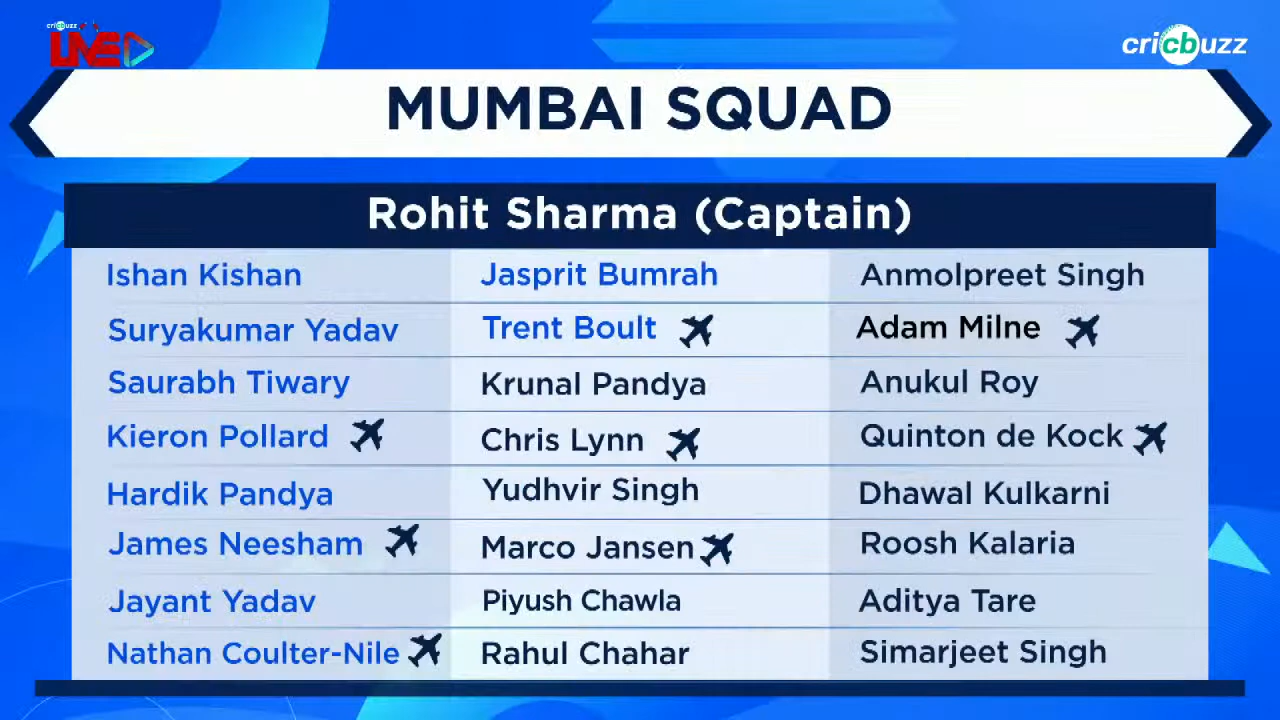 cricbuzz
LIVE
cricbuzz
MUMBAI SQUAD
Rohit Sharma (Captain)
Ishan Kishan Jasprit Bumrah Anmolpreet Singh
Suryakumar Yadav Trent Boult Adam Milne
Saurabh Tiwary Krunal Pandya Anukul Roy
Kieron Pollard Chris Lynn Quinton de Kock
Hardik Pandya Yudhvir Singh Dhawal Kulkarni
James Neesham Marco Jansen Roosh Kalaria
Jayant Yadav Piyush Chawla Aditya Tare
Nathan Coulter-Nile Rahul Chahar Simarjeet Singh